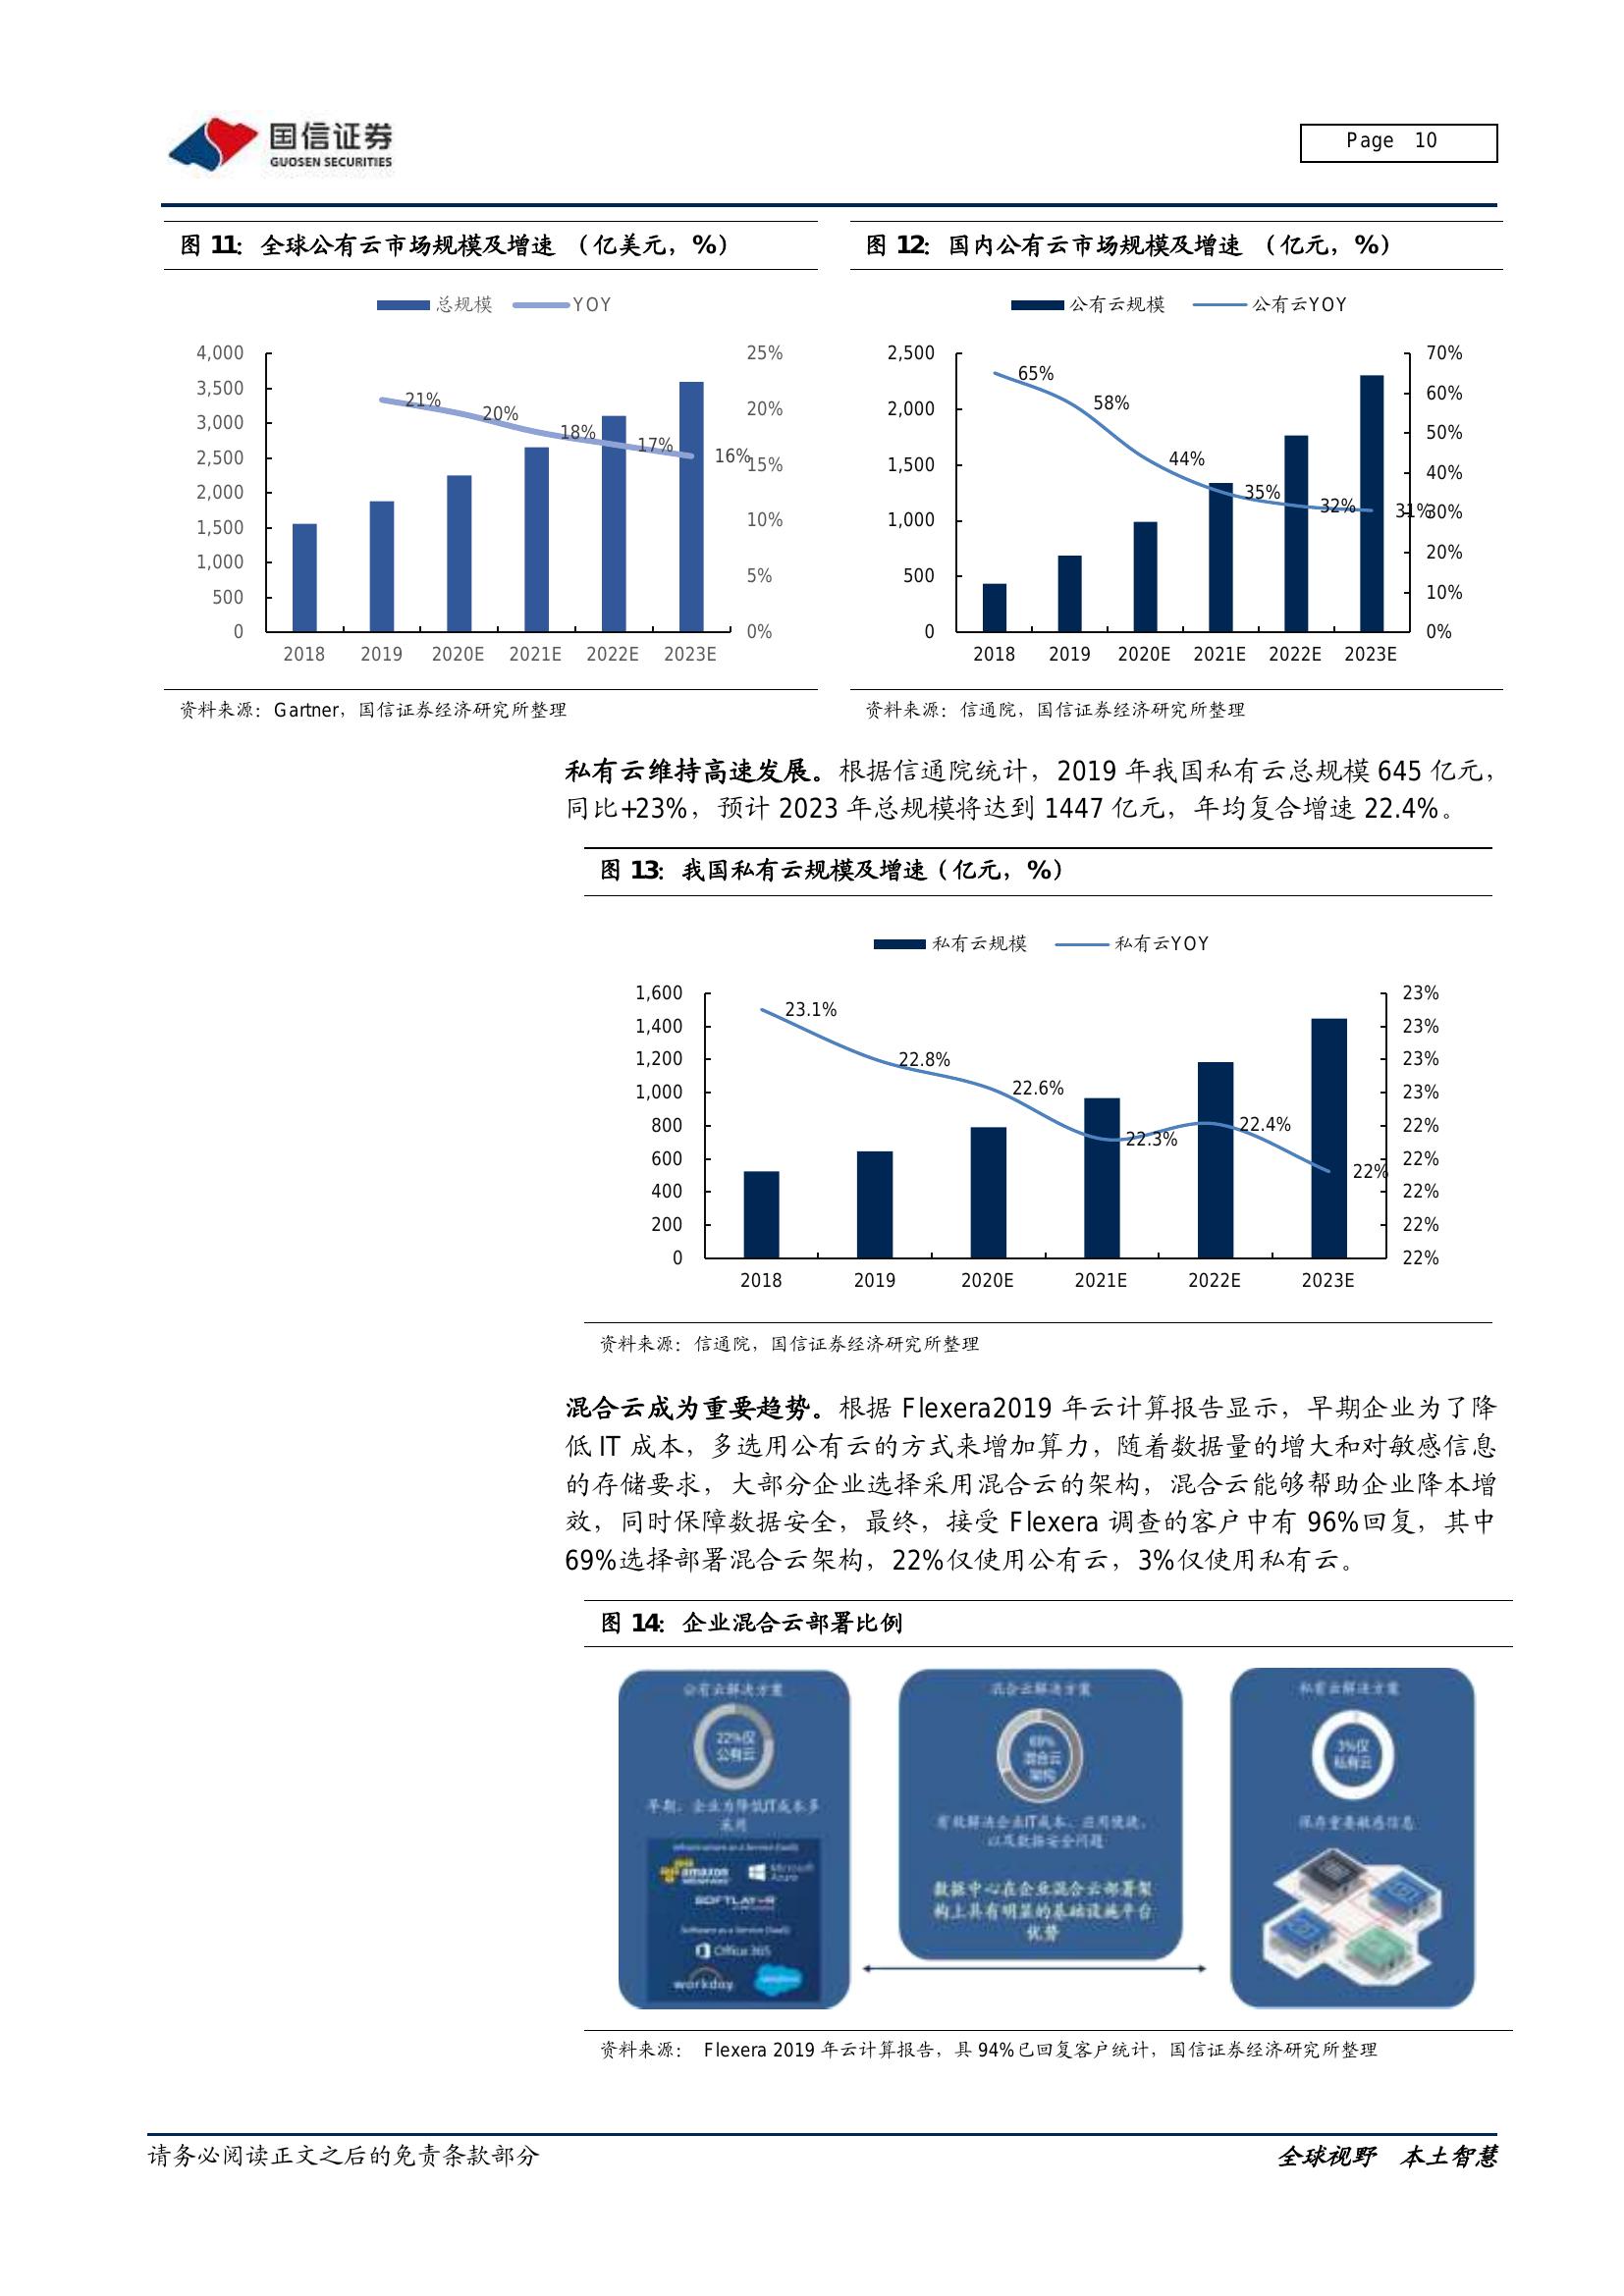 国信证券
GUOSEN SECURITIES
Page 10
图 11：全球公有云市场规模及增速 （亿美元，%）
总规模 YOY
4,000
3,500
3,000
2,500
2,000
1,500
1,000
500
0
25%
20%
15%
10%
5%
0%
21%
20%
18%
17%
16%
2018 2019 2020E 2021E 2022E 2023E
资料来源：Gartner，国信证券经济研究所整理
图 12：国内公有云市场规模及增速 （亿元，%）
公有云规模 公有云YOY
2,500
2,000
1,500
1,000
500
0
70%
60%
50%
40%
30%
20%
10%
0%
65%
58%
44%
35%
32%
31%
2018 2019 2020E 2021E 2022E 2023E
资料来源：信通院，国信证券经济研究所整理
私有云维持高速发展。根据信通院统计，2019 年我国私有云总规模 645 亿元，
同比+23%，预计 2023 年总规模将达到 1447 亿元，年均复合增速 22.4%。
图 13：我国私有云规模及增速（亿元，%）
私有云规模 私有云YOY
1,600
1,400
1,200
1,000
800
600
400
200
0
23%
23%
23%
23%
22%
22%
22%
22%
22%
23.1%
22.8%
22.6%
22.3%
22.4%
22%
2018 2019 2020E 2021E 2022E 2023E
资料来源：信通院，国信证券经济研究所整理
混合云成为重要趋势。根据 Flexera2019 年云计算报告显示，早期企业为了降
低 IT 成本，多选用公有云的方式来增加算力，随着数据量的增大和对敏感信息
的存储要求，大部分企业选择采用混合云的架构，混合云能够帮助企业降本增
效，同时保障数据安全，最终，接受 Flexera 调查的客户中有 96%回复，其中
69%选择部署混合云架构，22%仅使用公有云，3%仅使用私有云。
图 14：企业混合云部署比例
公有云解决方案
22%仅
公有云
早期，企业为降低IT成本多
采用
Infrastructure as a Service (IaaS)
amazon
Microsoft
Azure
SOFTLAYER
Software as a Service (SaaS)
Office 365
workday
混合云解决方案
69%
混合云
架构
有效解决企业IT成本、应用快捷，
以及数据安全问题
数据中心在企业混合云部署架
构上具有明显的基础设施平台
优势
私有云解决方案
3%仅
私有云
保存重要敏感信息
资料来源： Flexera 2019 年云计算报告，具 94%已回复客户统计，国信证券经济研究所整理
请务必阅读正文之后的免责条款部分
全球视野 本土智慧